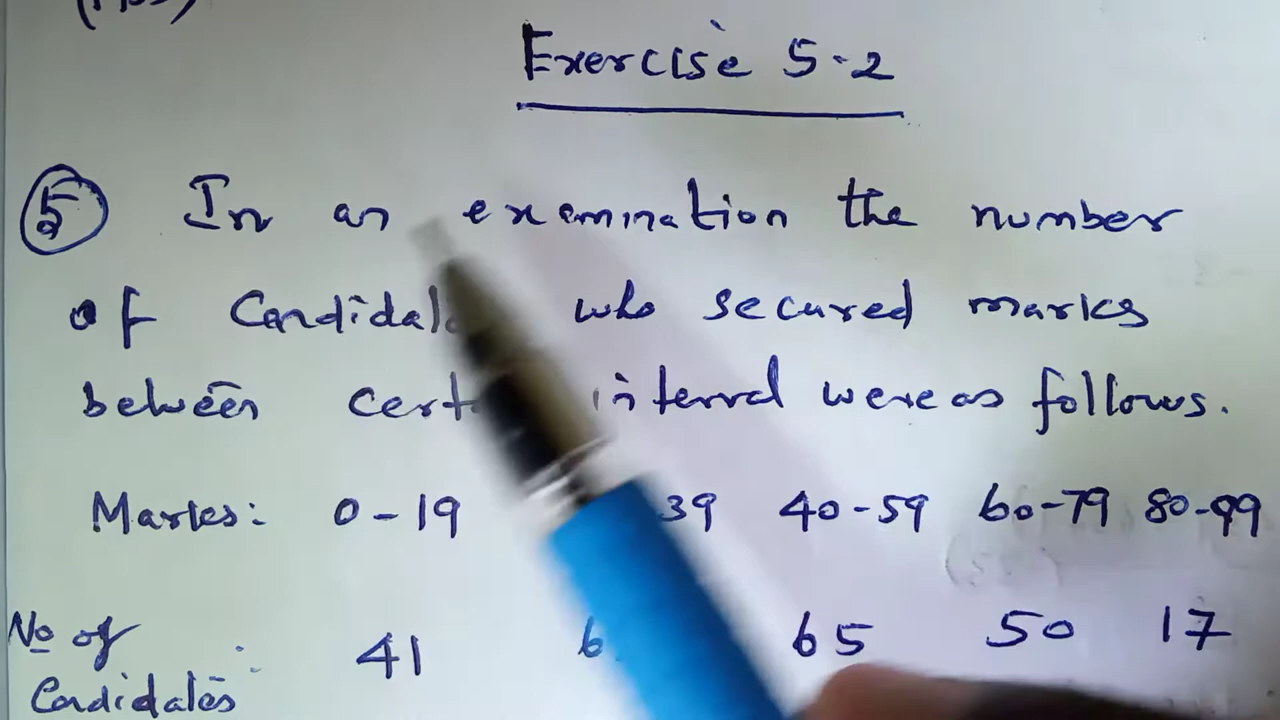 Exercise 5.2
5 In an examination the number
of who secured marks
between interval were as follows.
Marks: 0-19 39 40-59 60-79 80-99
No of 41 65 50 17
Candidates